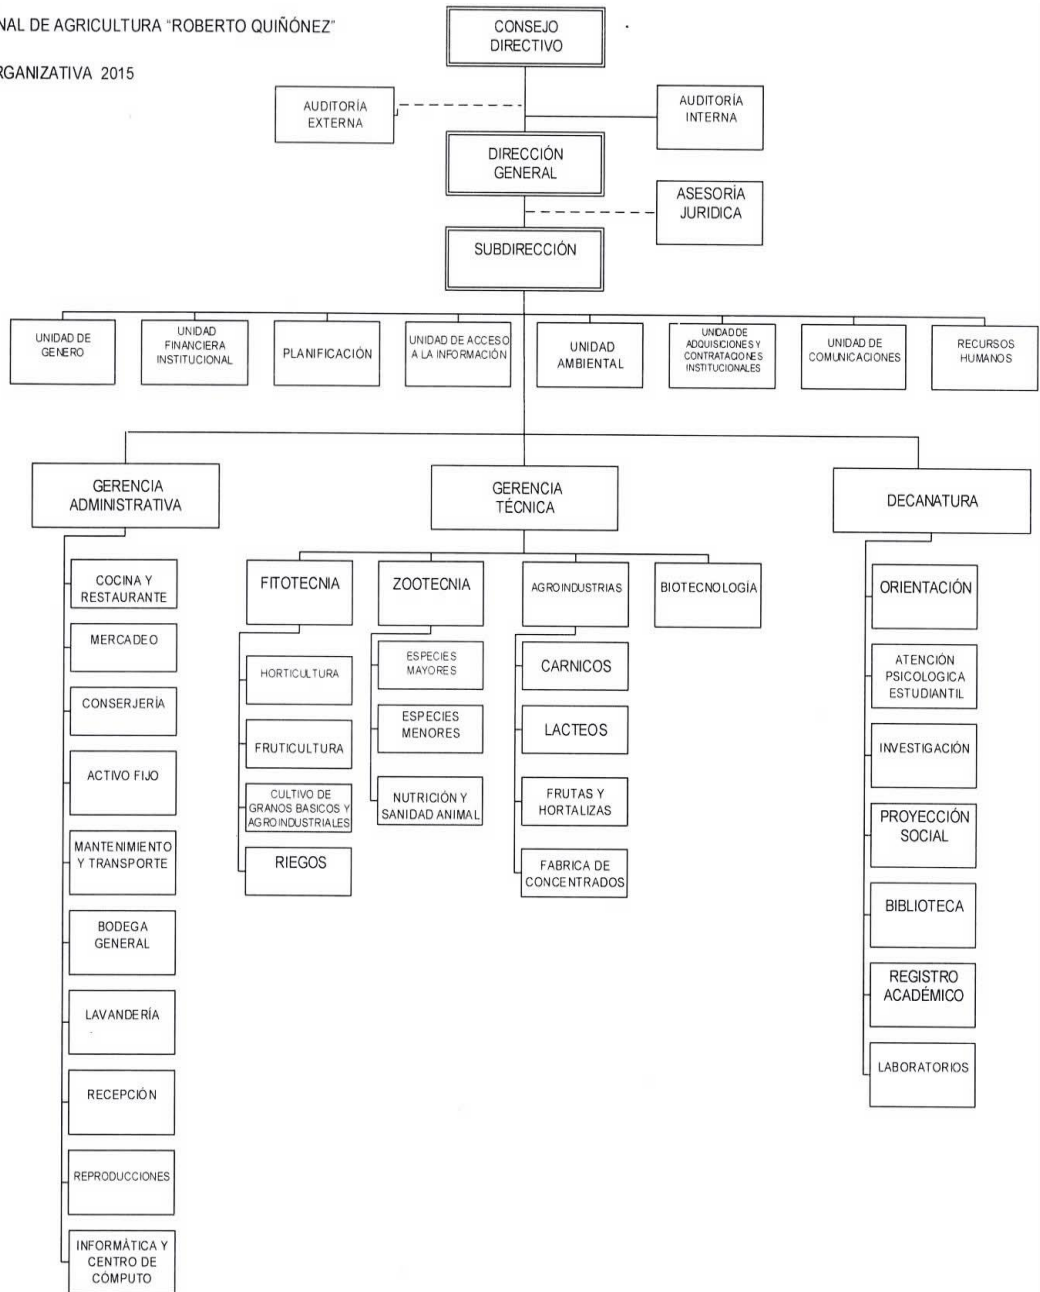 NAL DE AGRICULTURA "ROBERTO QUIÑÓNEZ"
RGANIZATIVA 2015
CONSEJO
DIRECTIVO
AUDITORÍA
EXTERNA
AUDITORÍA
INTERNA
DIRECCIÓN
GENERAL
ASESORÍA
JURIDICA
SUBDIRECCIÓN
UNIDAD DE
GENERO
UNIDAD
FINANCIERA
INSTITUCIONAL
PLANIFICACIÓN
UNIDAD DE ACCESO
A LA INFORMACIÓN
UNIDAD
AMBIENTAL
UNIDAD DE
ADQUISICIONES Y
CONTRATACIONES
INSTITUCIONALES
UNIDAD DE
COMUNICACIONES
RECURSOS
HUMANOS
GERENCIA
ADMINISTRATIVA
GERENCIA
TÉCNICA
DECANATURA
COCINA Y
RESTAURANTE
MERCADEO
CONSERJERÍA
ACTIVO FIJO
MANTENIMIENTO
Y TRANSPORTE
BODEGA
GENERAL
LAVANDERÍA
RECEPCIÓN
REPRODUCCIONES
INFORMÁTICA Y
CENTRO DE
CÓMPUTO
FITOTECNIA
HORTICULTURA
FRUTICULTURA
CULTIVO DE
GRANOS BASICOS Y
AGROINDUSTRIALES
RIEGOS
ZOOTECNIA
ESPECIES
MAYORES
ESPECIES
MENORES
NUTRICIÓN Y
SANIDAD ANIMAL
AGROINDUSTRIAS
CARNICOS
LACTEOS
FRUTAS Y
HORTALIZAS
FABRICA DE
CONCENTRADOS
BIOTECNOLOGÍA
ORIENTACIÓN
ATENCIÓN
PSICOLOGICA
ESTUDIANTIL
INVESTIGACIÓN
PROYECCIÓN
SOCIAL
BIBLIOTECA
REGISTRO
ACADÉMICO
LABORATORIOS